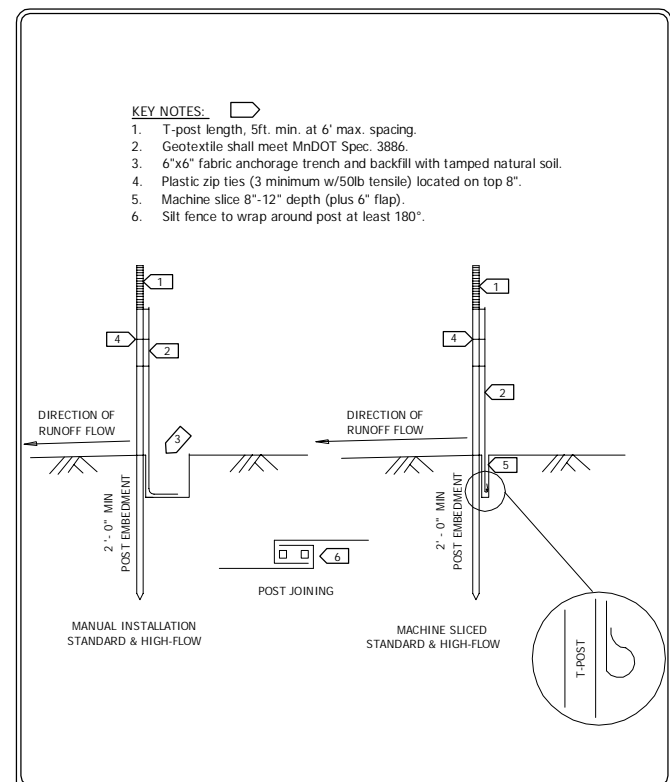 KEY NOTES:
1. T-post length, 5ft. min. at 6' max. spacing.
2. Geotextile shall meet MnDOT Spec. 3886.
3. 6"x6" fabric anchorage trench and backfill with tamped natural soil.
4. Plastic zip ties (3 minimum w/50lb tensile) located on top 8".
5. Machine slice 8"-12" depth (plus 6" flap).
6. Silt fence to wrap around post at least 180°.
1
4
2
DIRECTION OF
RUNOFF FLOW
3
2'-0" MIN
POST EMBEDMENT
MANUAL INSTALLATION
STANDARD & HIGH-FLOW
6
POST JOINING
1
4
2
DIRECTION OF
RUNOFF FLOW
5
2'-0" MIN
POST EMBEDMENT
MACHINE SLICED
STANDARD & HIGH-FLOW
T-POST